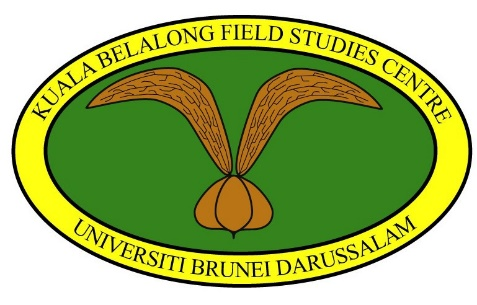 KUALA BELALONG FIELD STUDIES CENTRE
UNIVERSITI BRUNEI DARUSSALAM